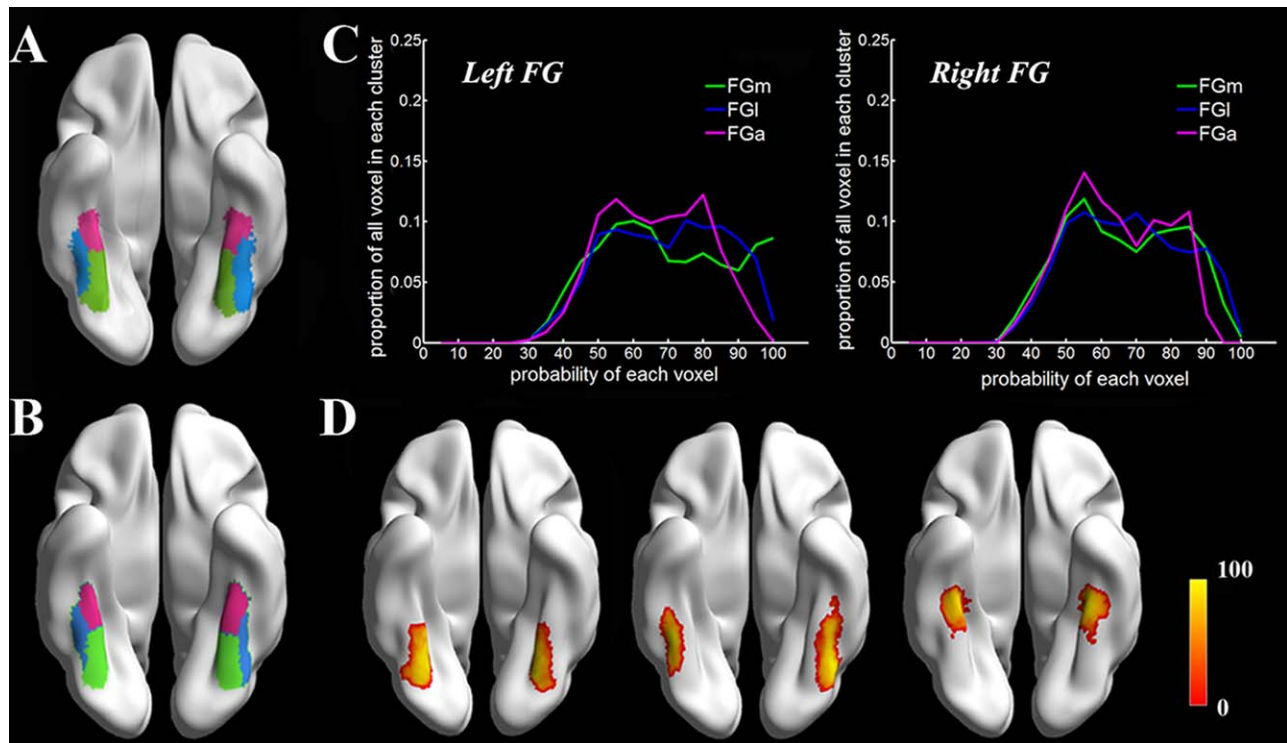 A
C
Left FG
Right FG
proportion of all voxel in each cluster
0.25
0.2
0.15
0.1
0.05
0
FGm
FGl
FGa
0 10 20 30 40 50 60 70 80 90 100
probability of each voxel
proportion of all voxel in each cluster
0.25
0.2
0.15
0.1
0.05
0
FGm
FGl
FGa
0 10 20 30 40 50 60 70 80 90 100
probability of each voxel
B
D
100
0